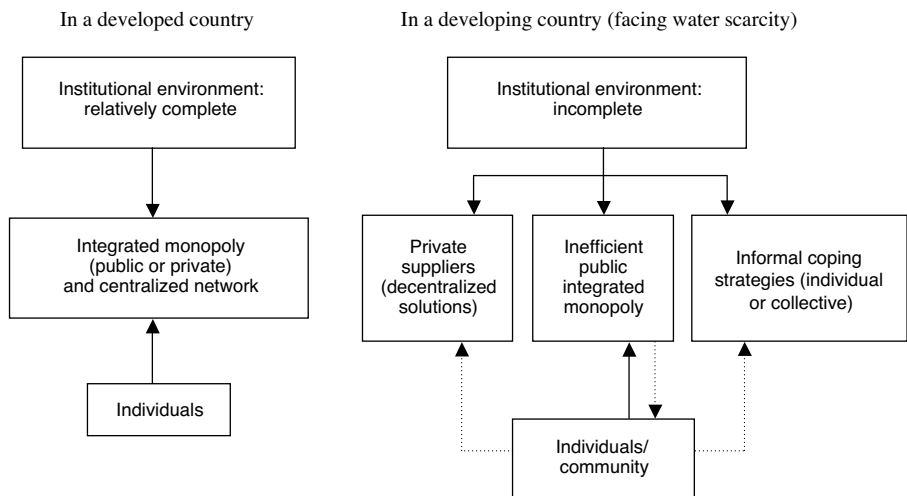 In a developed country
Institutional environment:
relatively complete
Integrated monopoly
(public or private)
and centralized network
Individuals
In a developing country (facing water scarcity)
Institutional environment:
incomplete
Private
suppliers
(decentralized
solutions)
Inefficient
public
integrated
monopoly
Informal coping
strategies (individual
or collective)
Individuals/
community